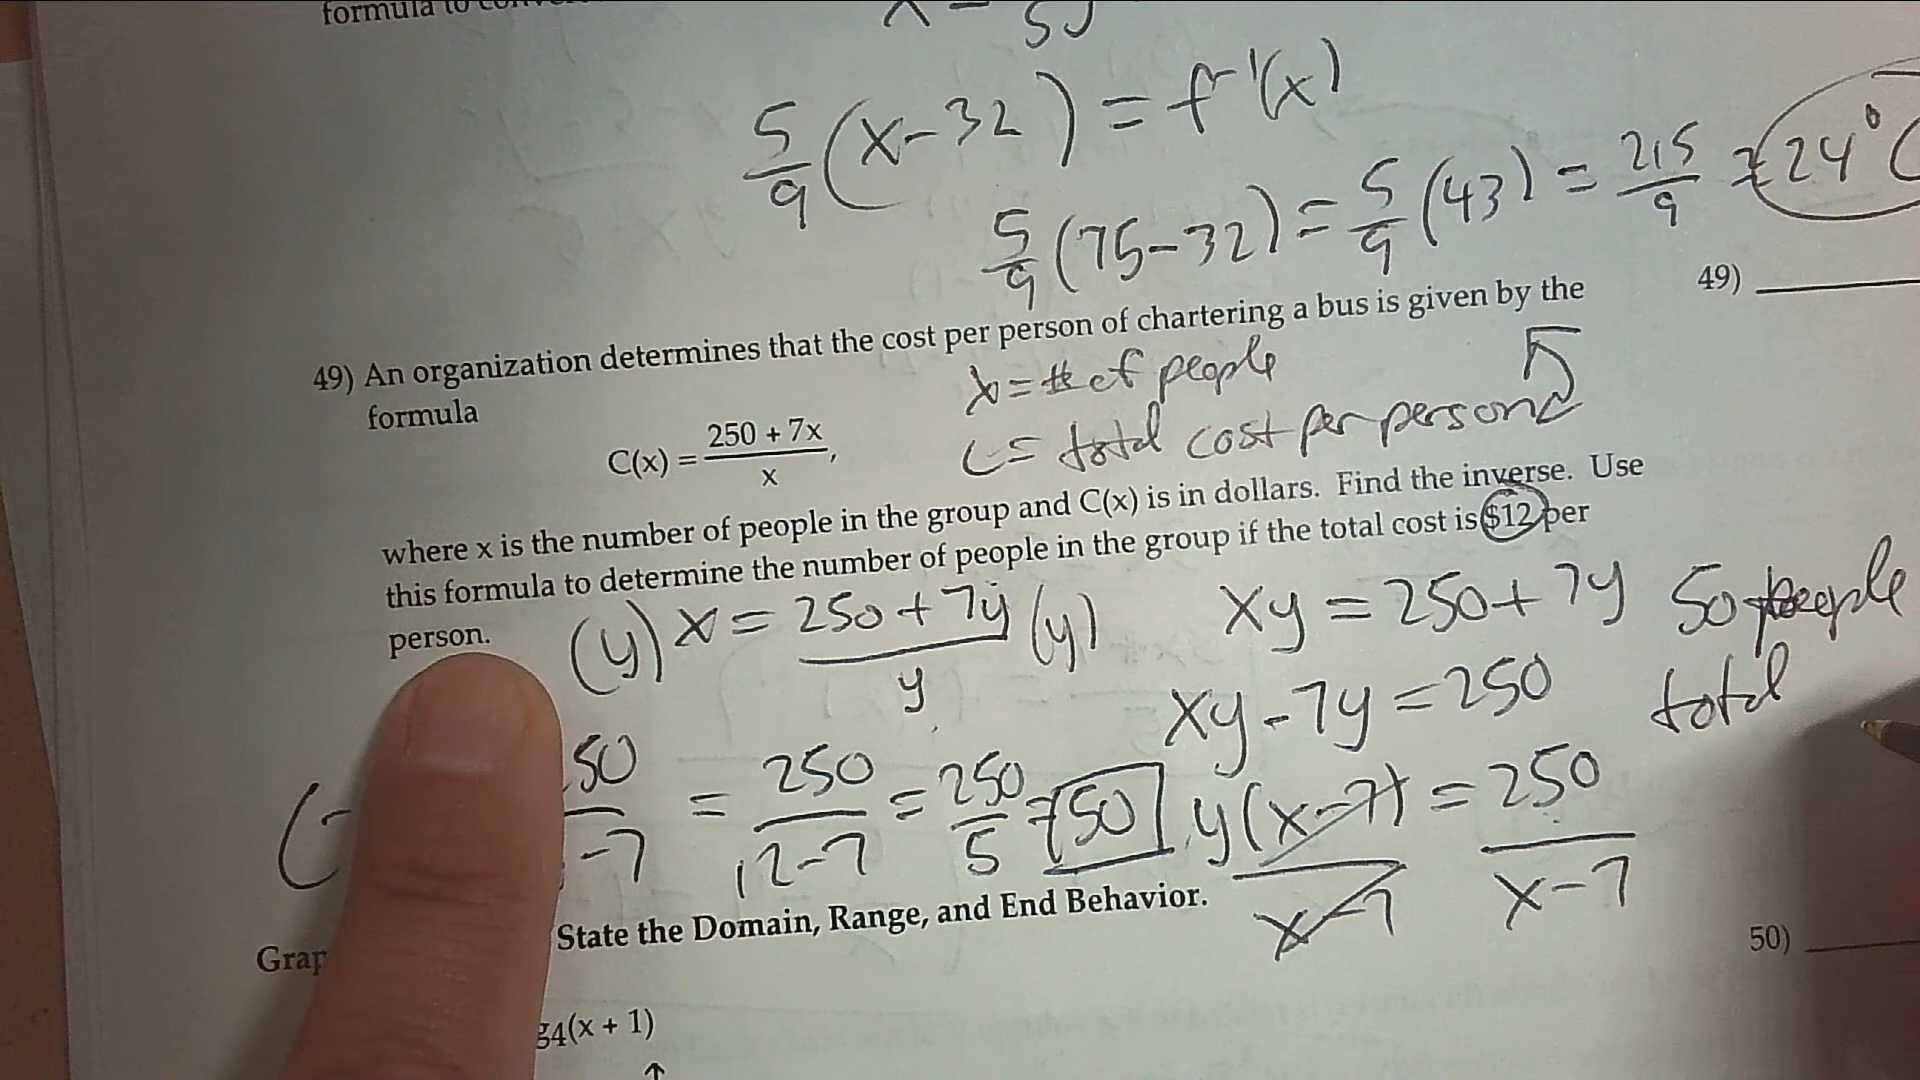 formula to
x =
5/9 (x-32) = f⁻¹(x)
5/9 (75-32) = 5/9 (43) = 215/9 ≈ 24° C
49)
49) An organization determines that the cost per person of chartering a bus is given by the
formula
x = # of people
C(x) = (250 + 7x)/x,
C = total cost per person
where x is the number of people in the group and C(x) is in dollars. Find the inverse. Use
this formula to determine the number of people in the group if the total cost is $12 per
person.
(y) x = (250 + 7y)/y (y)
xy = 250 + 7y
50 people
total
xy - 7y = 250
50/-7 = 250/12-7 = 250/5 = 50
y(x-7)/x-7 = 250/x-7
State the Domain, Range, and End Behavior.
50)
g4(x + 1)